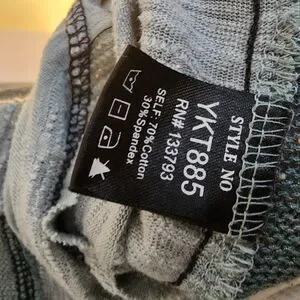 STYLE NO
YKT885
RN# 133793
SELF: 70%Cotton
30%Spandex